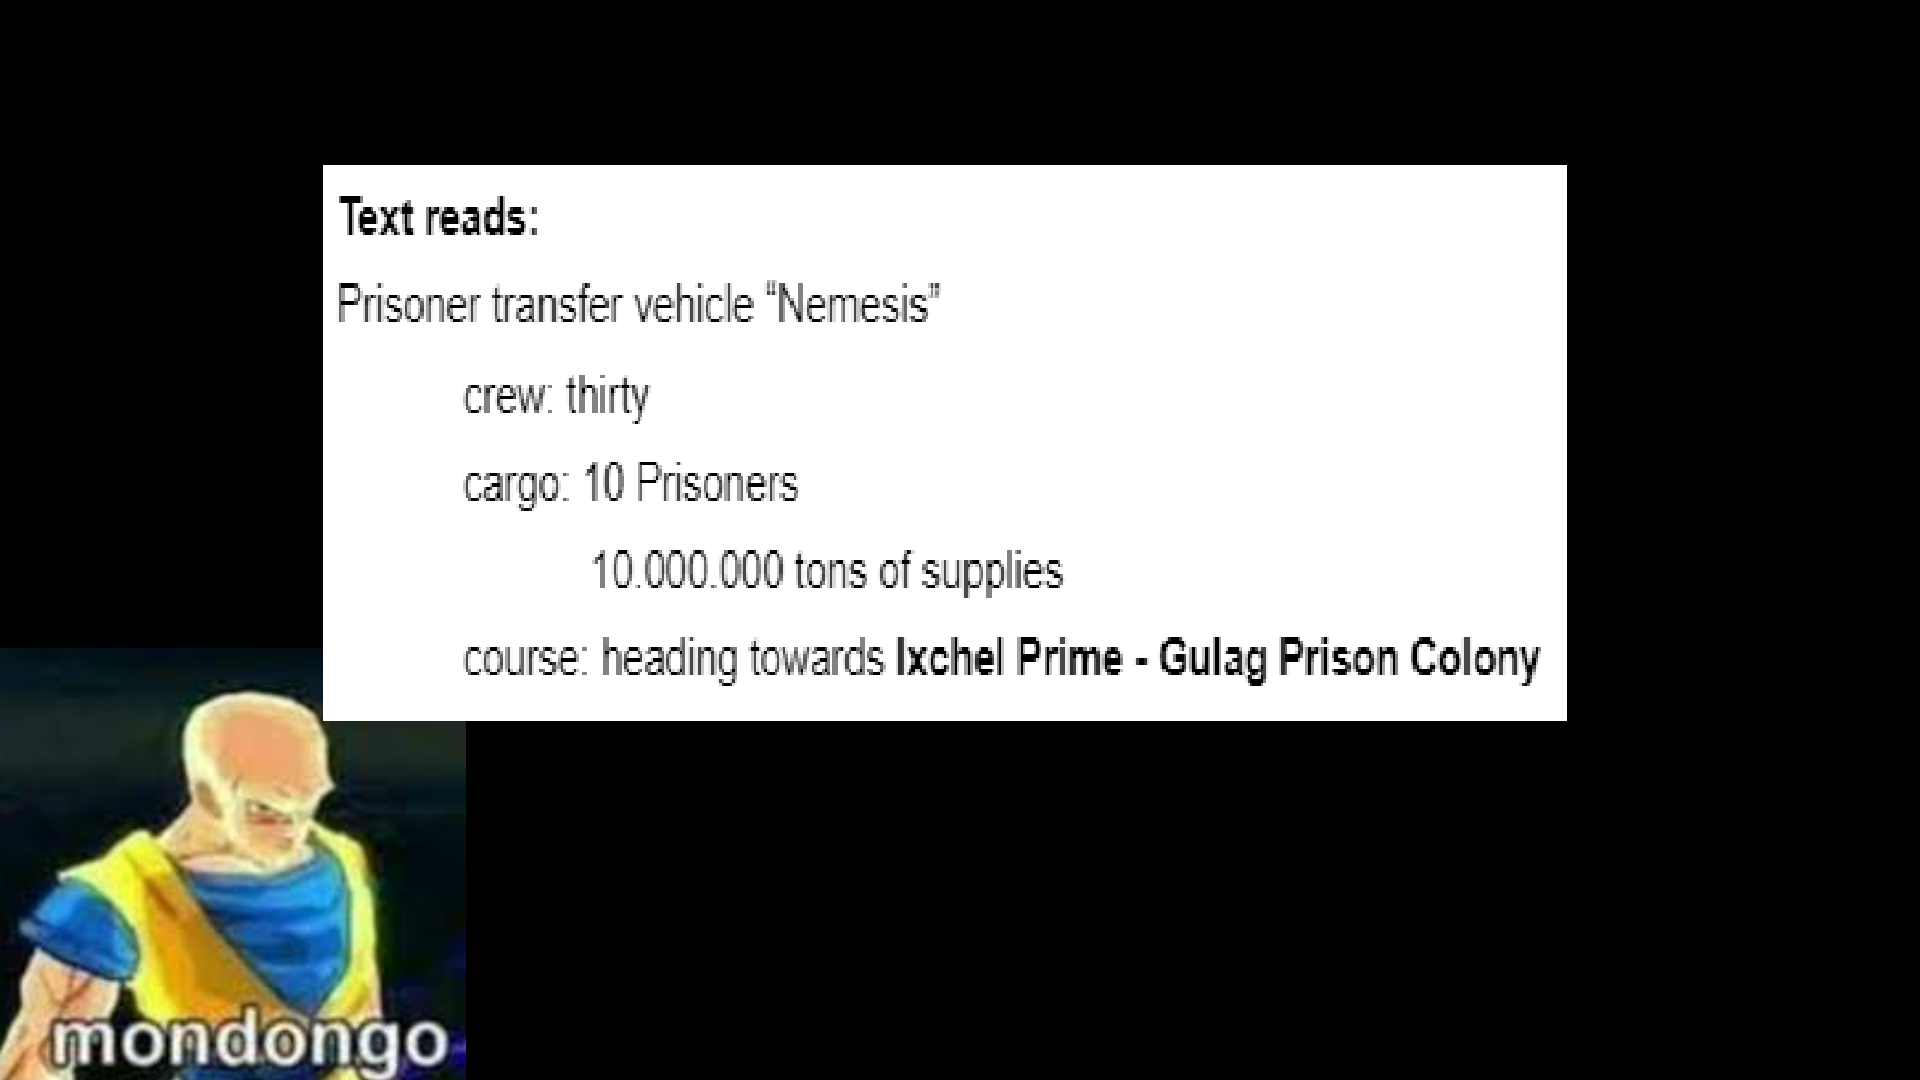 Text reads:
Prisoner transfer vehicle “Nemesis”
crew: thirty
cargo: 10 Prisoners
10.000.000 tons of supplies
course: heading towards Ixchel Prime - Gulag Prison Colony
mondongo